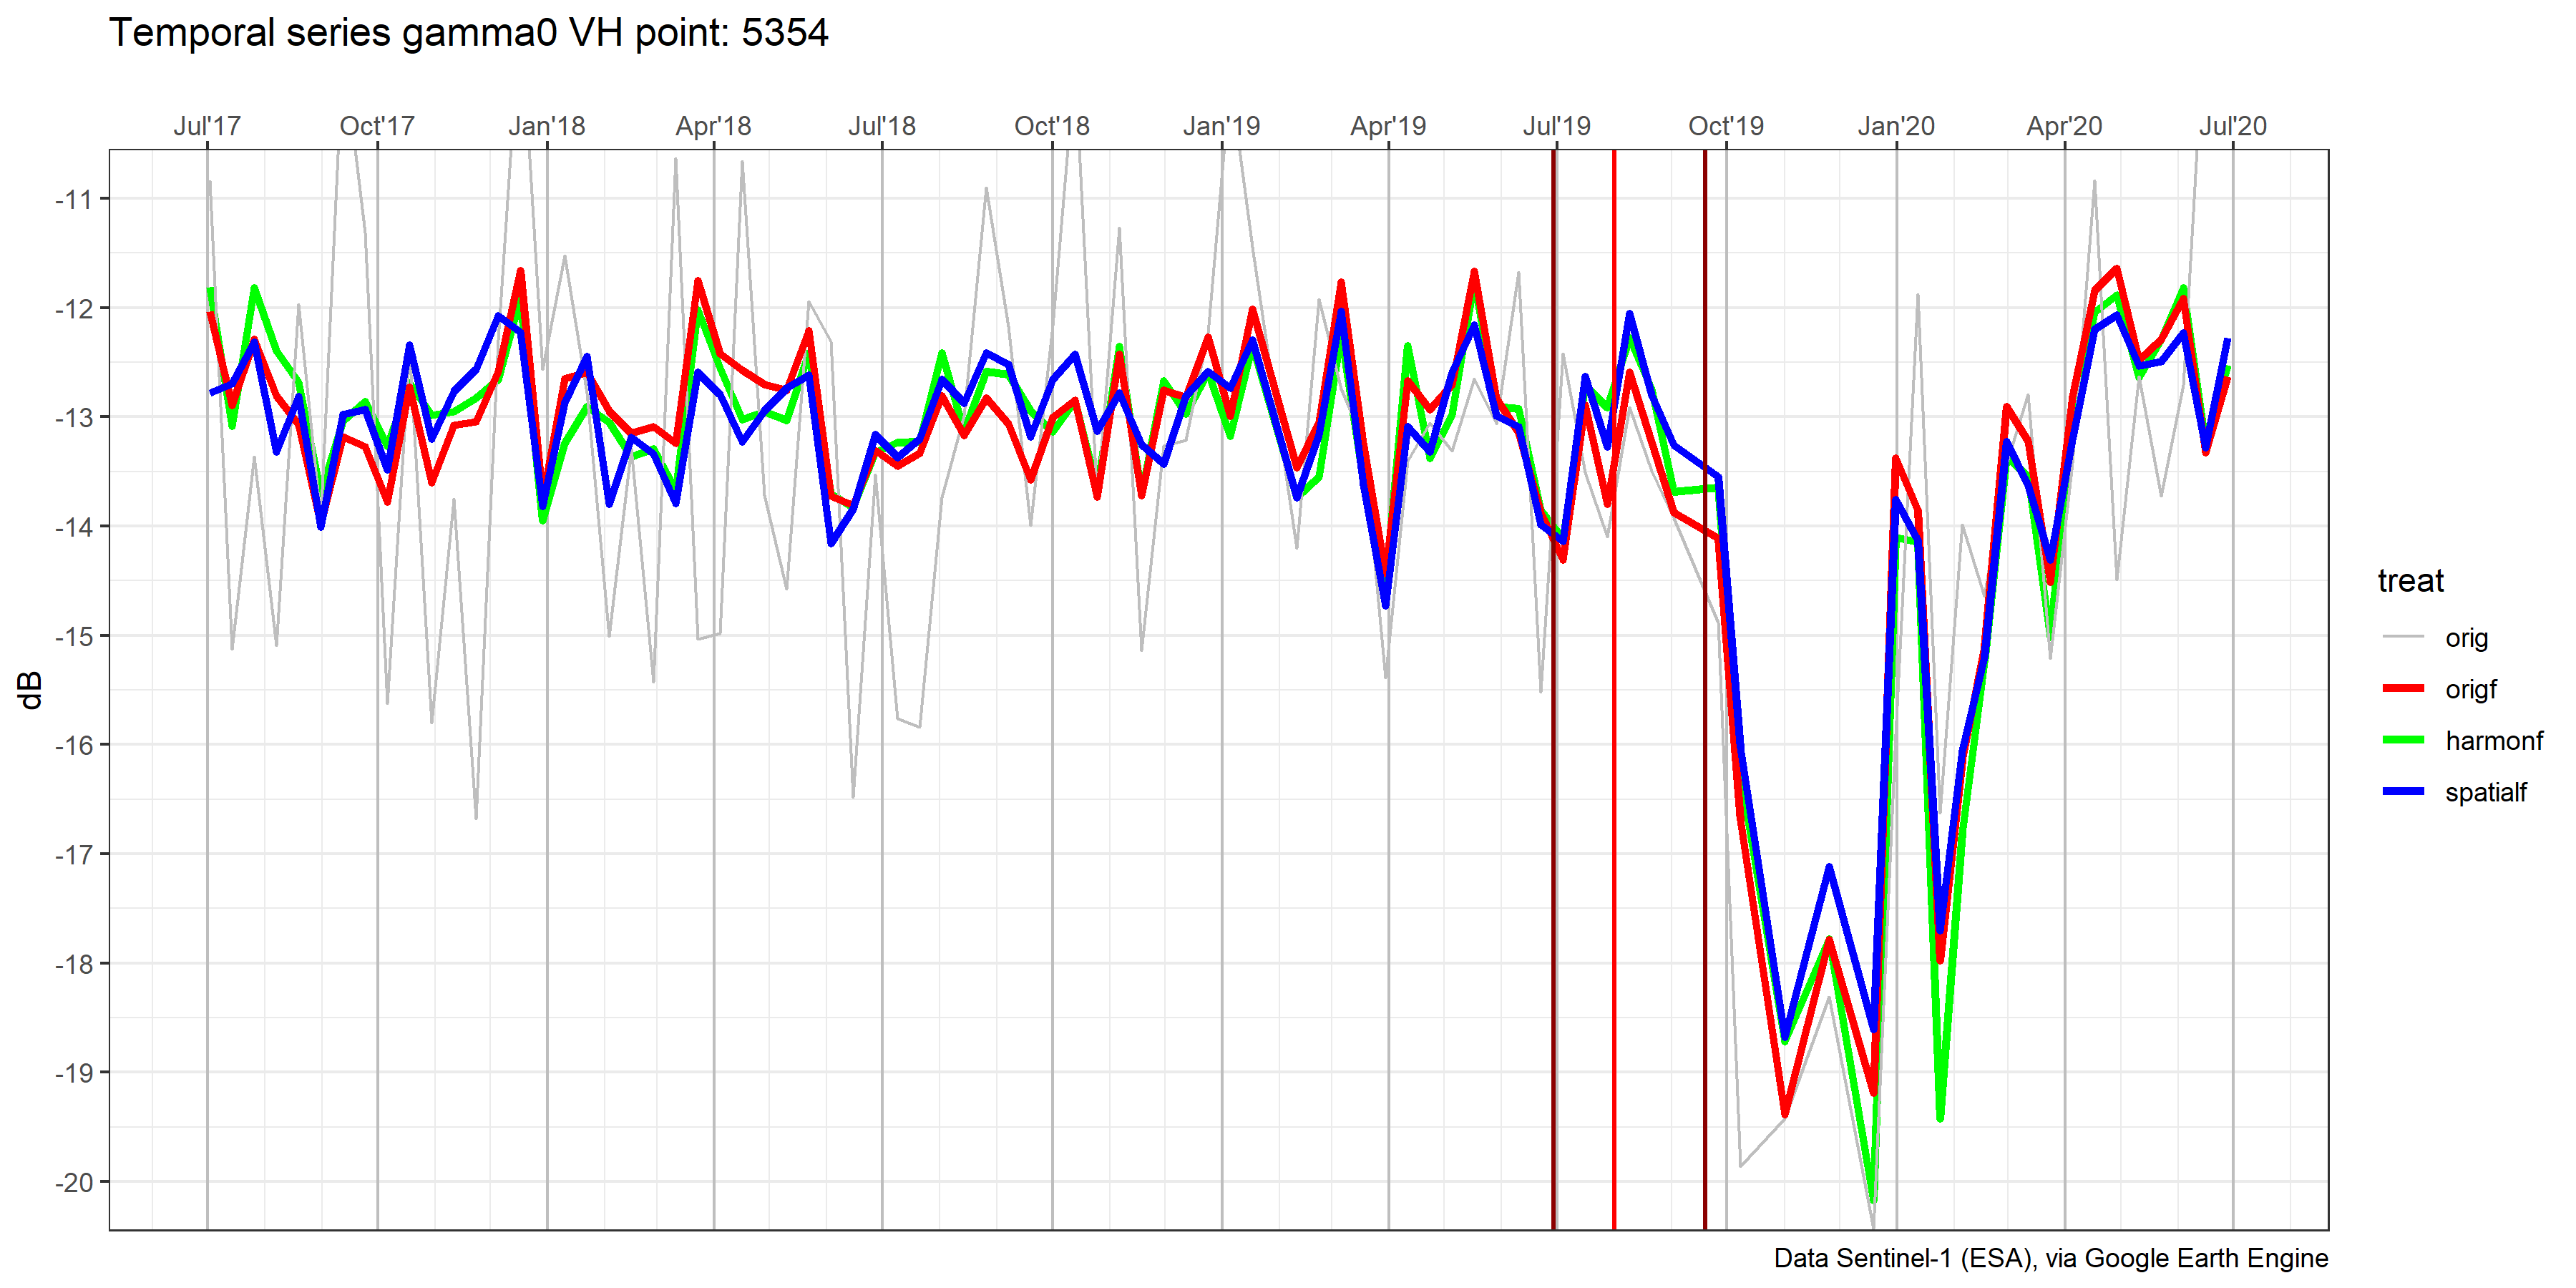 Temporal series gamma0 VH point: 5354
Jul'17 Oct'17 Jan'18 Apr'18 Jul'18 Oct'18 Jan'19 Apr'19 Jul'19 Oct'19 Jan'20 Apr'20 Jul'20
-11
-12
-13
-14
-15
-16
-17
-18
-19
-20
dB
treat
orig
origf
harmonf
spatialf
Data Sentinel-1 (ESA), via Google Earth Engine